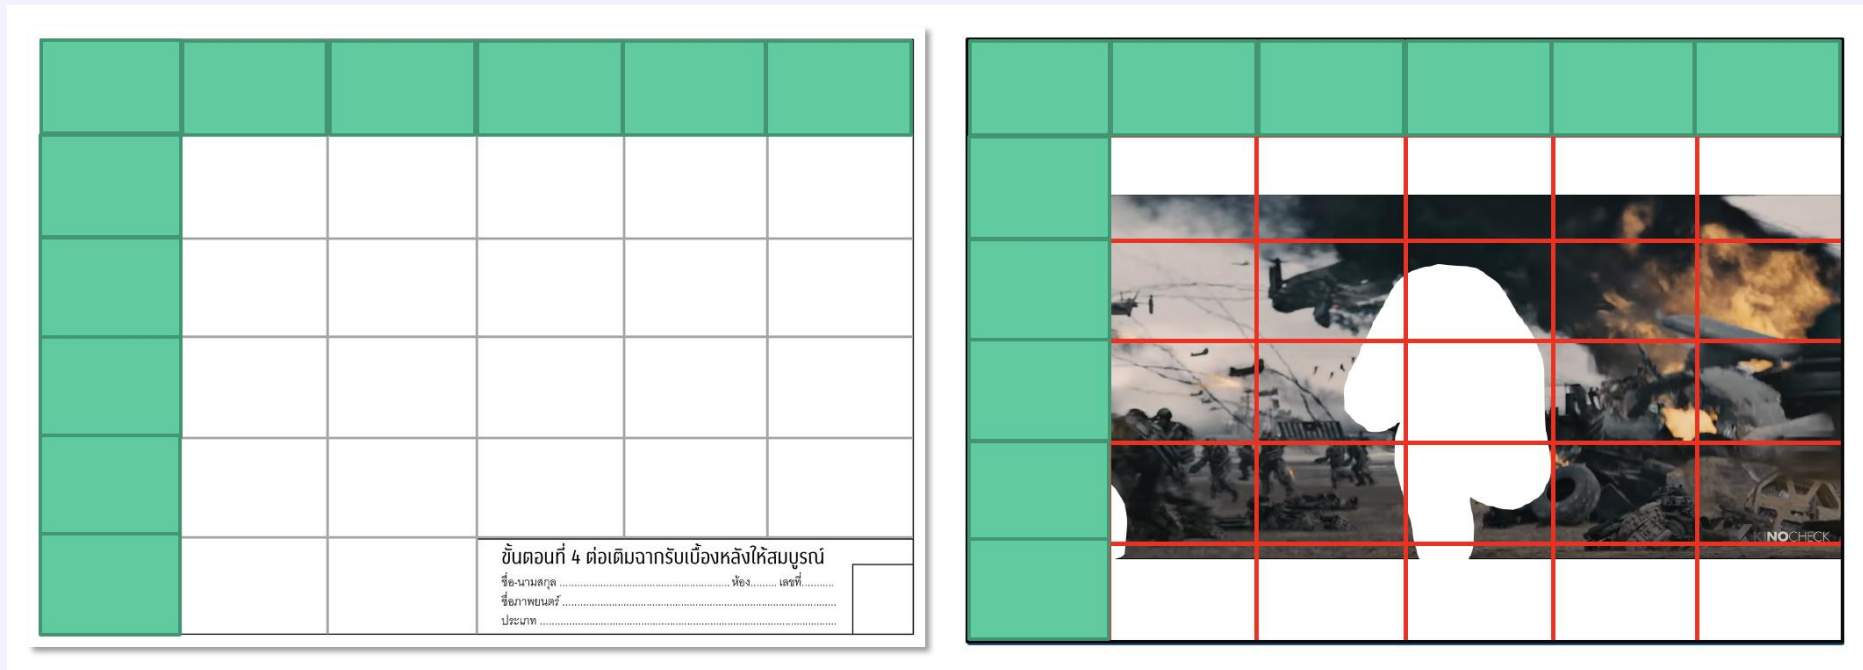 ขั้นตอนที่ 4 ต่อเติมฉากรับเบื้องหลังให้สมบูรณ์
ชื่อ-นามสกุล ............................................................ ห้อง......... เลขที่...........
ชื่อภาพยนตร์ ...............................................................................................
ประเภท .......................................................................................................
KINOCHECK